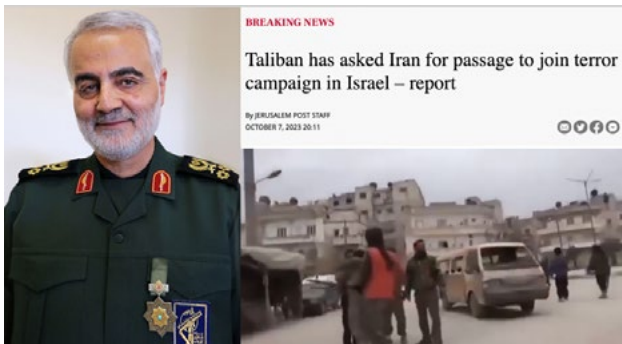 BREAKING NEWS
Taliban has asked Iran for passage to join terror
campaign in Israel – report
By JERUSALEM POST STAFF
OCTOBER 7, 2023 20:11